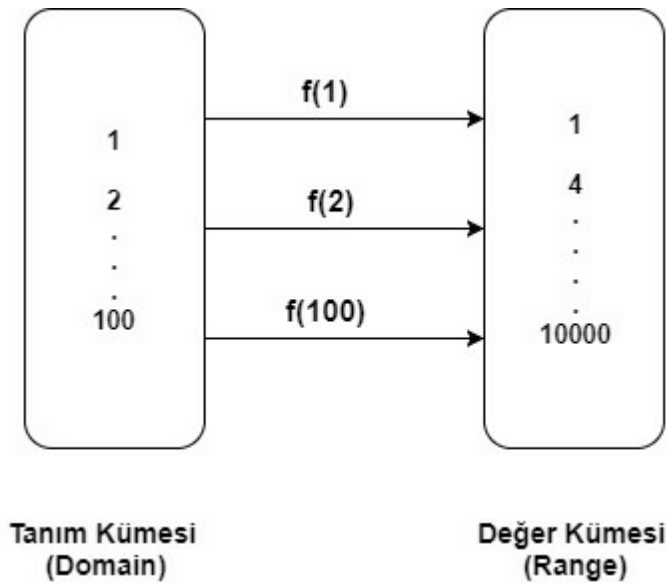 f(1)
1
1
2
4
f(2)
.
.
.
.
.
.
.
100
f(100)
10000
Tanım Kümesi
(Domain)
Değer Kümesi
(Range)